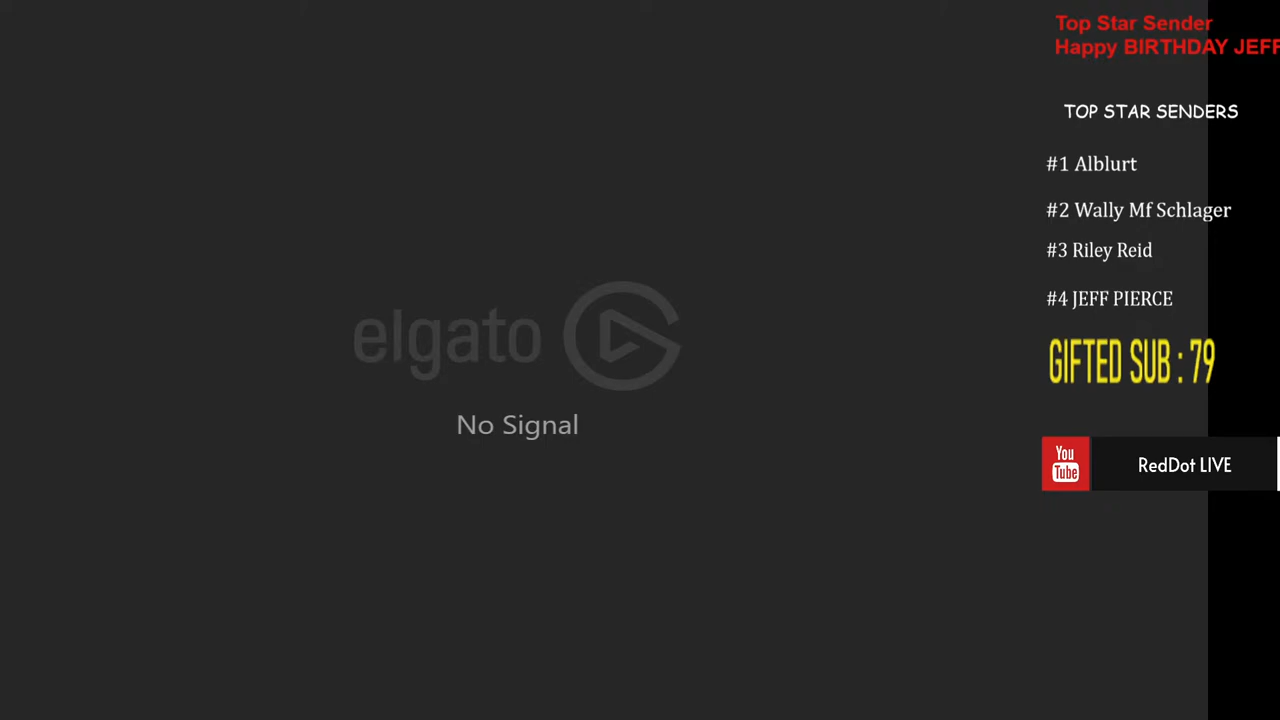 Top Star Sender
Happy BIRTHDAY JEFF
TOP STAR SENDERS
#1 Alblurt
#2 Wally Mf Schlager
#3 Riley Reid
#4 JEFF PIERCE
GIFTED SUB : 79
elgato
No Signal
You
Tube
RedDot LIVE